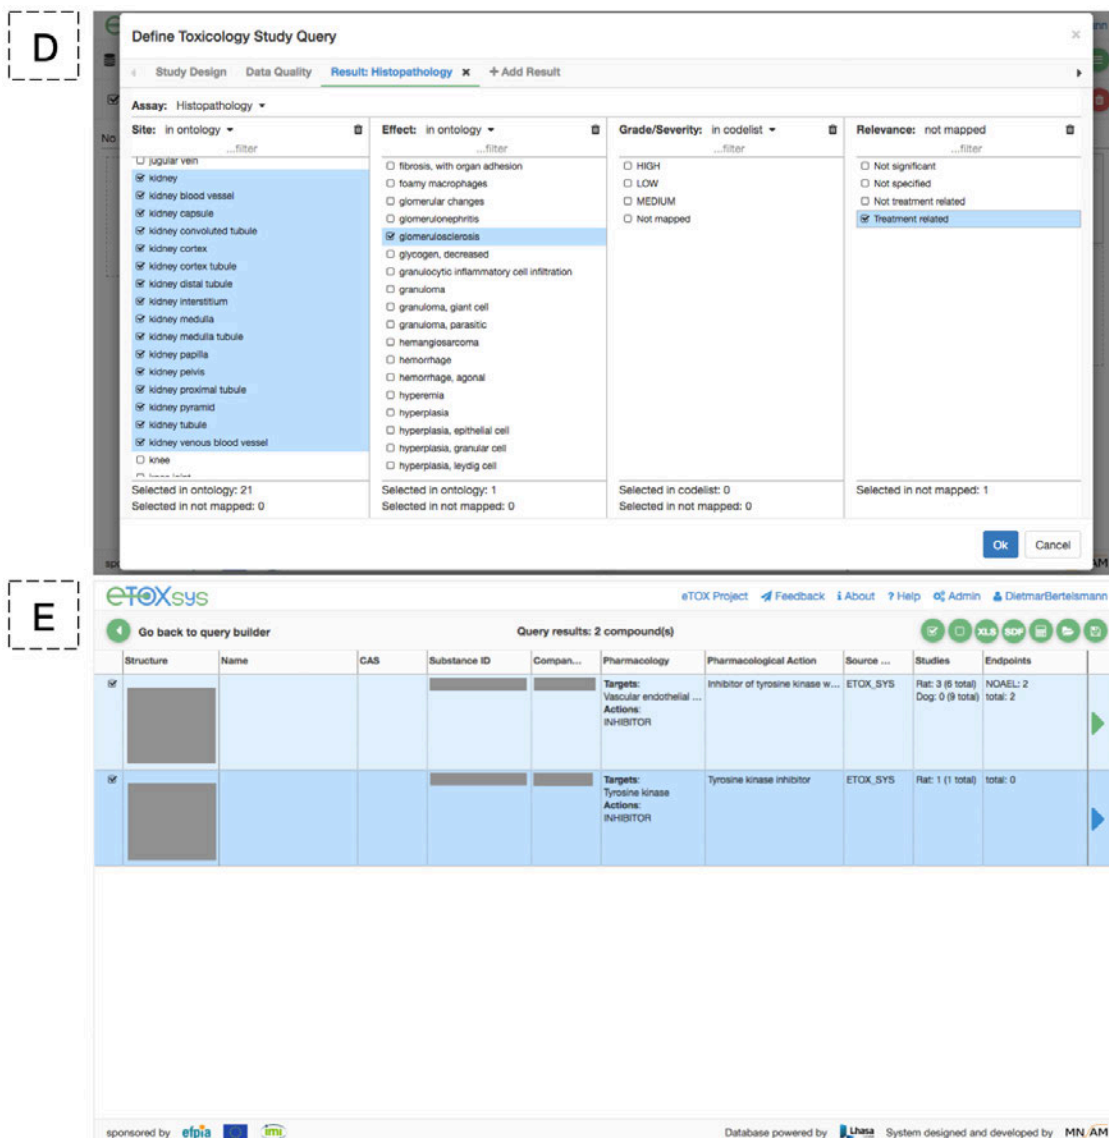 D
Define Toxicology Study Query
Study Design Data Quality Result: Histopathology × + Add Result
Assay: Histopathology
Site: in ontology
...filter
jugular vein
kidney
kidney blood vessel
kidney capsule
kidney convoluted tubule
kidney cortex
kidney cortex tubule
kidney distal tubule
kidney interstitium
kidney medulla
kidney medulla tubule
kidney papilla
kidney pelvis
kidney proximal tubule
kidney pyramid
kidney tubule
kidney venous blood vessel
knee
knee joint
Selected in ontology: 21
Selected in not mapped: 0
Effect: in ontology
...filter
fibrosis, with organ adhesion
foamy macrophages
glomerular changes
glomerulonephritis
glomerulosclerosis
glycogen, decreased
granulocytic inflammatory cell infiltration
granuloma
granuloma, giant cell
granuloma, parasitic
hemangiosarcoma
hemorrhage
hemorrhage, agonal
hyperemia
hyperplasia
hyperplasia, epithelial cell
hyperplasia, granular cell
hyperplasia, leydig cell
Selected in ontology: 1
Selected in not mapped: 0
Grade/Severity: in codelist
...filter
HIGH
LOW
MEDIUM
Not mapped
Selected in codelist: 0
Selected in not mapped: 0
Relevance: not mapped
...filter
Not significant
Not specified
Not treatment related
Treatment related
Selected in not mapped: 1
Ok Cancel
No
E
eTOXsys
eTOX Project Feedback About ? Help Admin DietmarBertelsmann
Go back to query builder Query results: 2 compound(s) XLS SDF
Structure Name CAS Substance ID Compan... Pharmacology Pharmacological Action Source ... Studies Endpoints
Targets: Inhibitor of tyrosine kinase w... ETOX_SYS Rat: 3 (6 total) NOAEL: 2
Vascular endothelial ... Dog: 0 (9 total) total: 2
Actions:
INHIBITOR
Targets: Tyrosine kinase inhibitor ETOX_SYS Rat: 1 (1 total) total: 0
Tyrosine kinase
Actions:
INHIBITOR
sponsored by efpia imi Database powered by Lhasa System designed and developed by MN AM